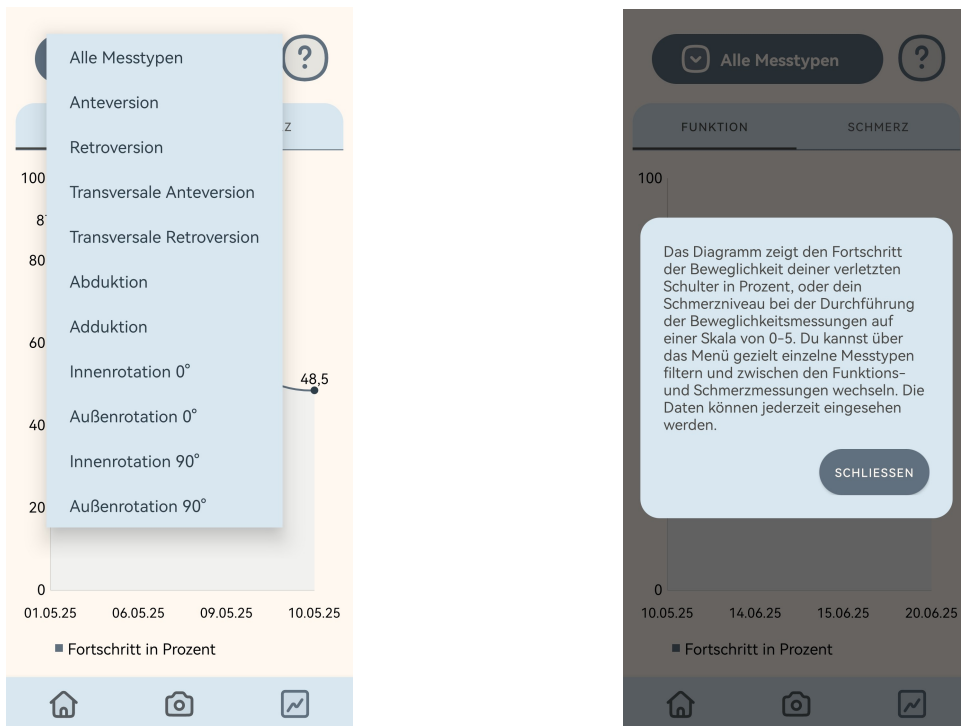 Alle Messtypen
?
Anteversion
Retroversion
Transversale Anteversion
Transversale Retroversion
Abduktion
Adduktion
Innenrotation 0°
Außenrotation 0°
Innenrotation 90°
Außenrotation 90°
Z
100
80
60
48,5
40
20
0
01.05.25 06.05.25 09.05.25 10.05.25
Fortschritt in Prozent
Alle Messtypen
?
FUNKTION SCHMERZ
100
Das Diagramm zeigt den Fortschritt
der Beweglichkeit deiner verletzten
Schulter in Prozent, oder dein
Schmerzniveau bei der Durchführung
der Beweglichkeitsmessungen auf
einer Skala von 0-5. Du kannst über
das Menü gezielt einzelne Messtypen
filtern und zwischen den Funktions-
und Schmerzmessungen wechseln. Die
Daten können jederzeit eingesehen
werden.
SCHLIESSEN
0
10.05.25 14.06.25 15.06.25 20.06.25
Fortschritt in Prozent